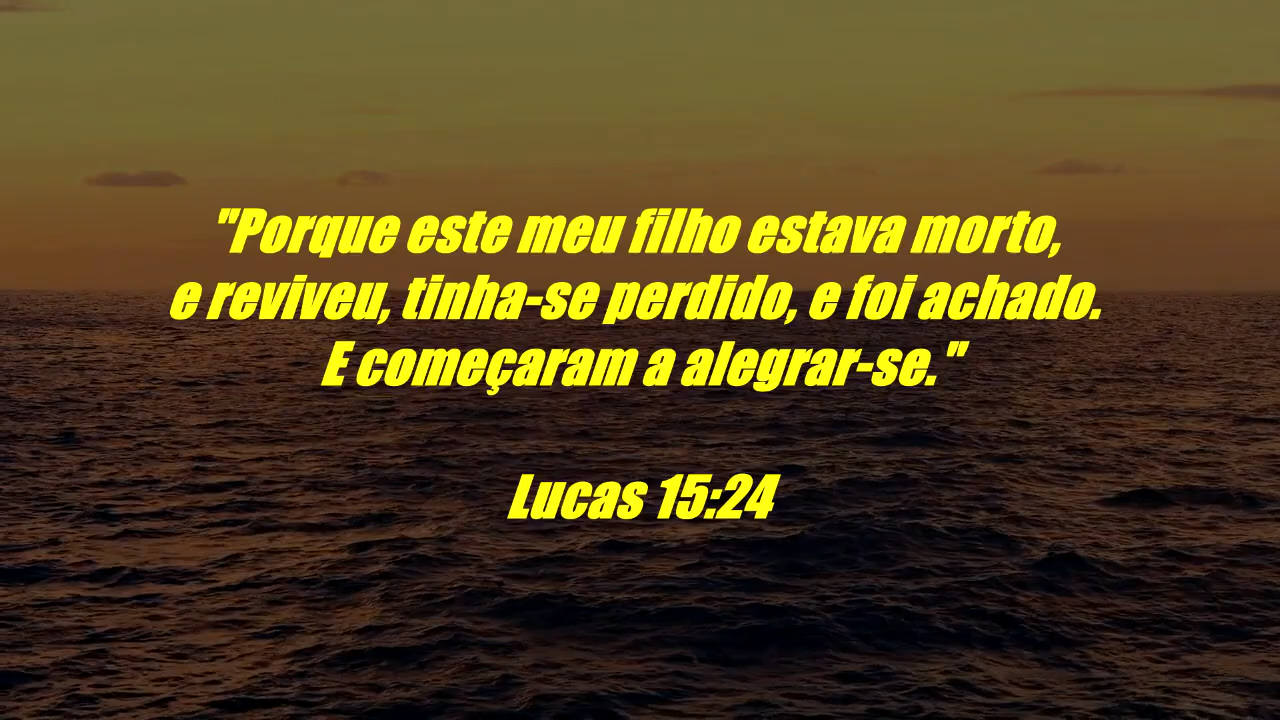 "Porque este meu filho estava morto,
e reviveu, tinha-se perdido, e foi achado.
E começaram a alegrar-se."
Lucas 15:24